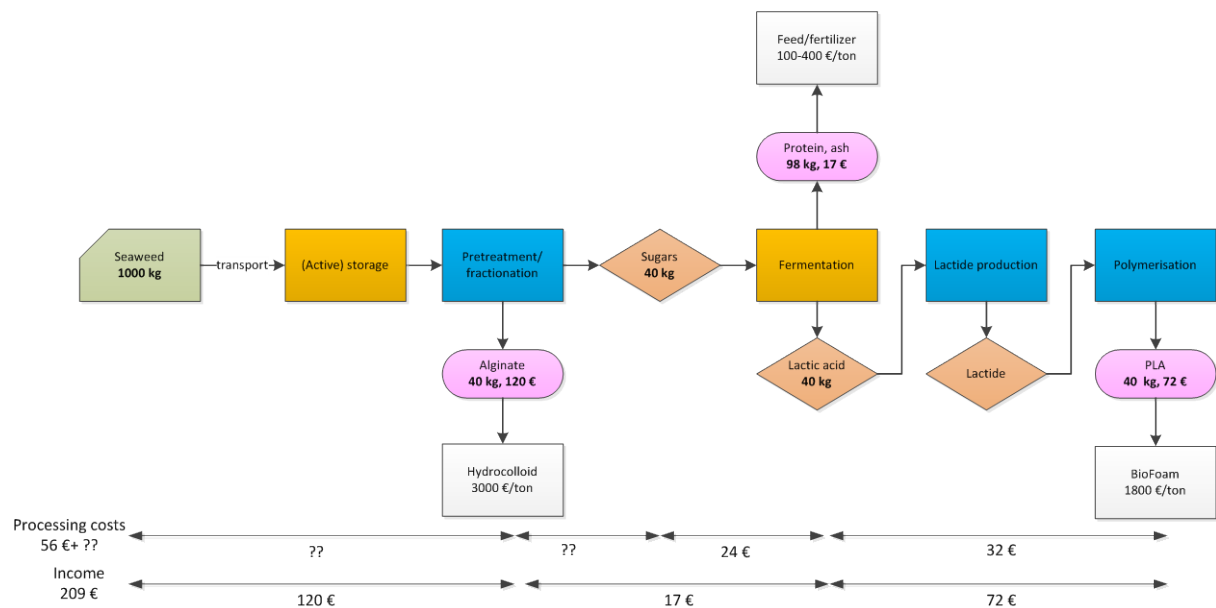 Feed/fertilizer
100-400 €/ton
Protein, ash
98 kg, 17 €
Seaweed
1000 kg
transport
(Active) storage
Pretreatment/
fractionation
Sugars
40 kg
Fermentation
Lactide production
Polymerisation
Alginate
40 kg, 120 €
Lactic acid
40 kg
Lactide
PLA
40 kg, 72 €
Hydrocolloid
3000 €/ton
BioFoam
1800 €/ton
Processing costs
56 €+ ??
??
??
24 €
32 €
Income
209 €
120 €
17 €
72 €